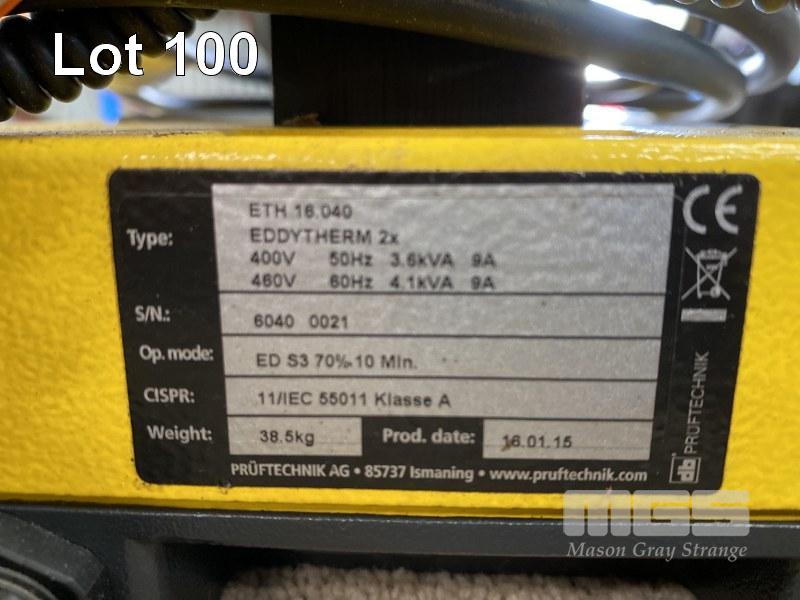 Lot 100
ETH 16.040
Type: EDDYTHERM 2x
400V 50Hz 3.6kVA 9A
460V 60Hz 4.1kVA 9A
S/N.: 6040 0021
Op. mode: ED S3 70%-10 Min.
CISPR: 11/IEC 55011 Klasse A
Weight: 38.5kg Prod. date: 16.01.15
PRÜFTECHNIK AG • 85737 Ismaning • www.pruftechnik.com
CE
db PRÜFTECHNIK
MGS
Mason Gray Strange